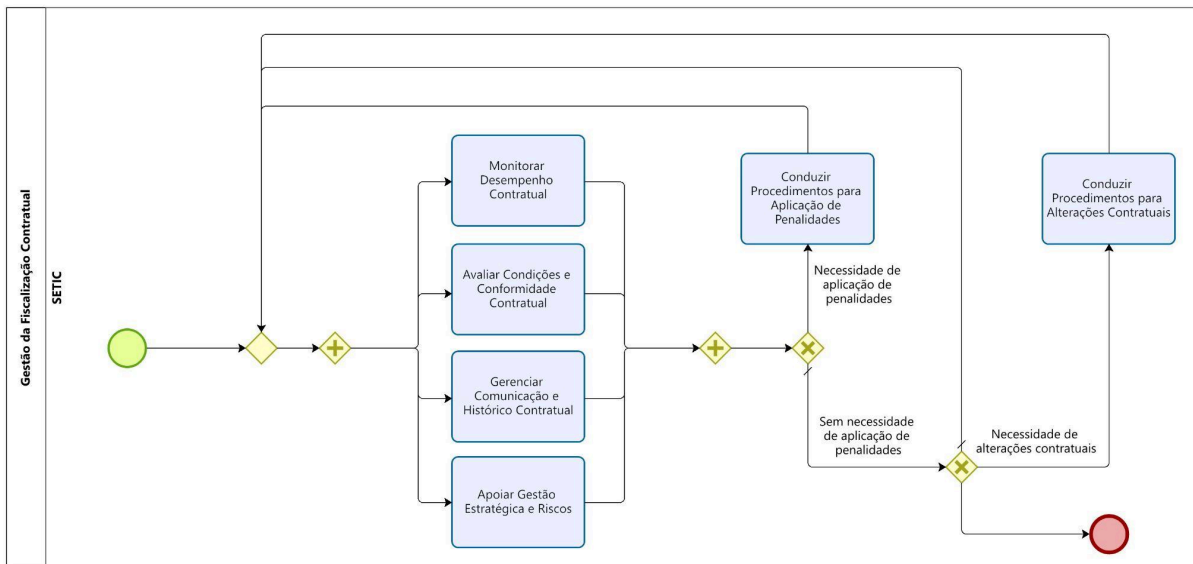 Gestão da Fiscalização Contratual
SETIC
Monitorar
Desempenho
Contratual
Avaliar Condições e
Conformidade
Contratual
Gerenciar
Comunicação e
Histórico Contratual
Apoiar Gestão
Estratégica e Riscos
Conduzir
Procedimentos para
Aplicação de
Penalidades
Necessidade de
aplicação de
penalidades
Sem necessidade
de aplicação de
penalidades
Conduzir
Procedimentos para
Alterações Contratuais
Necessidade de
alterações contratuais